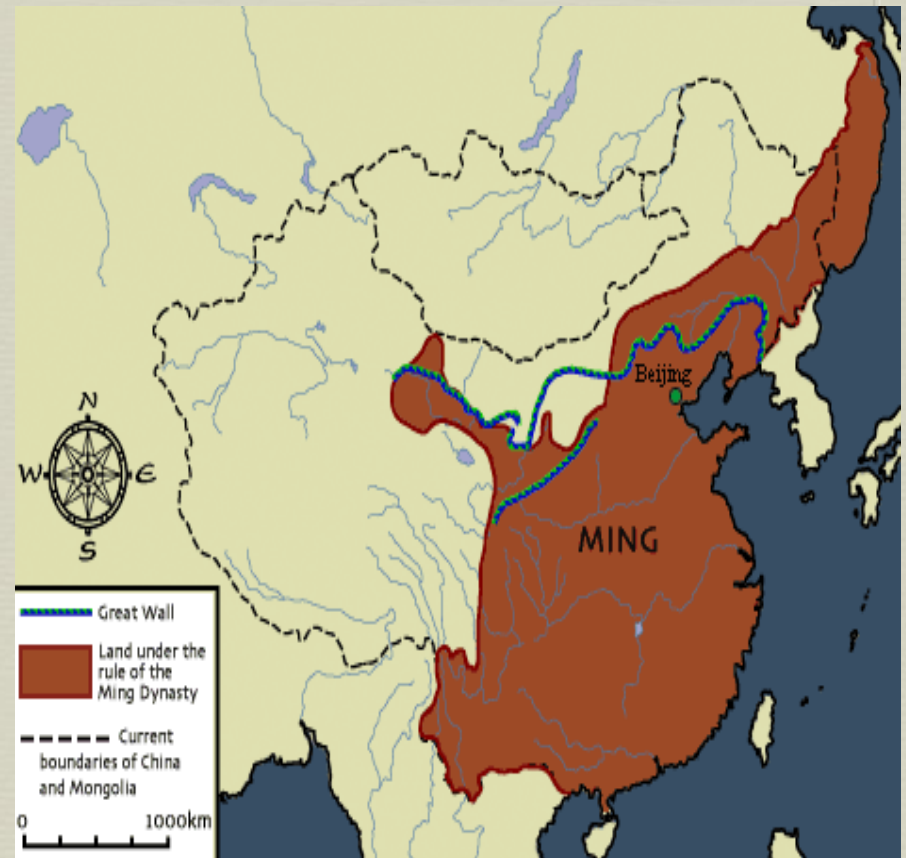 Beijing
MING
N
W E
S
Great Wall
Land under the
rule of the
Ming Dynasty
Current
boundaries of China
and Mongolia
0 1000km